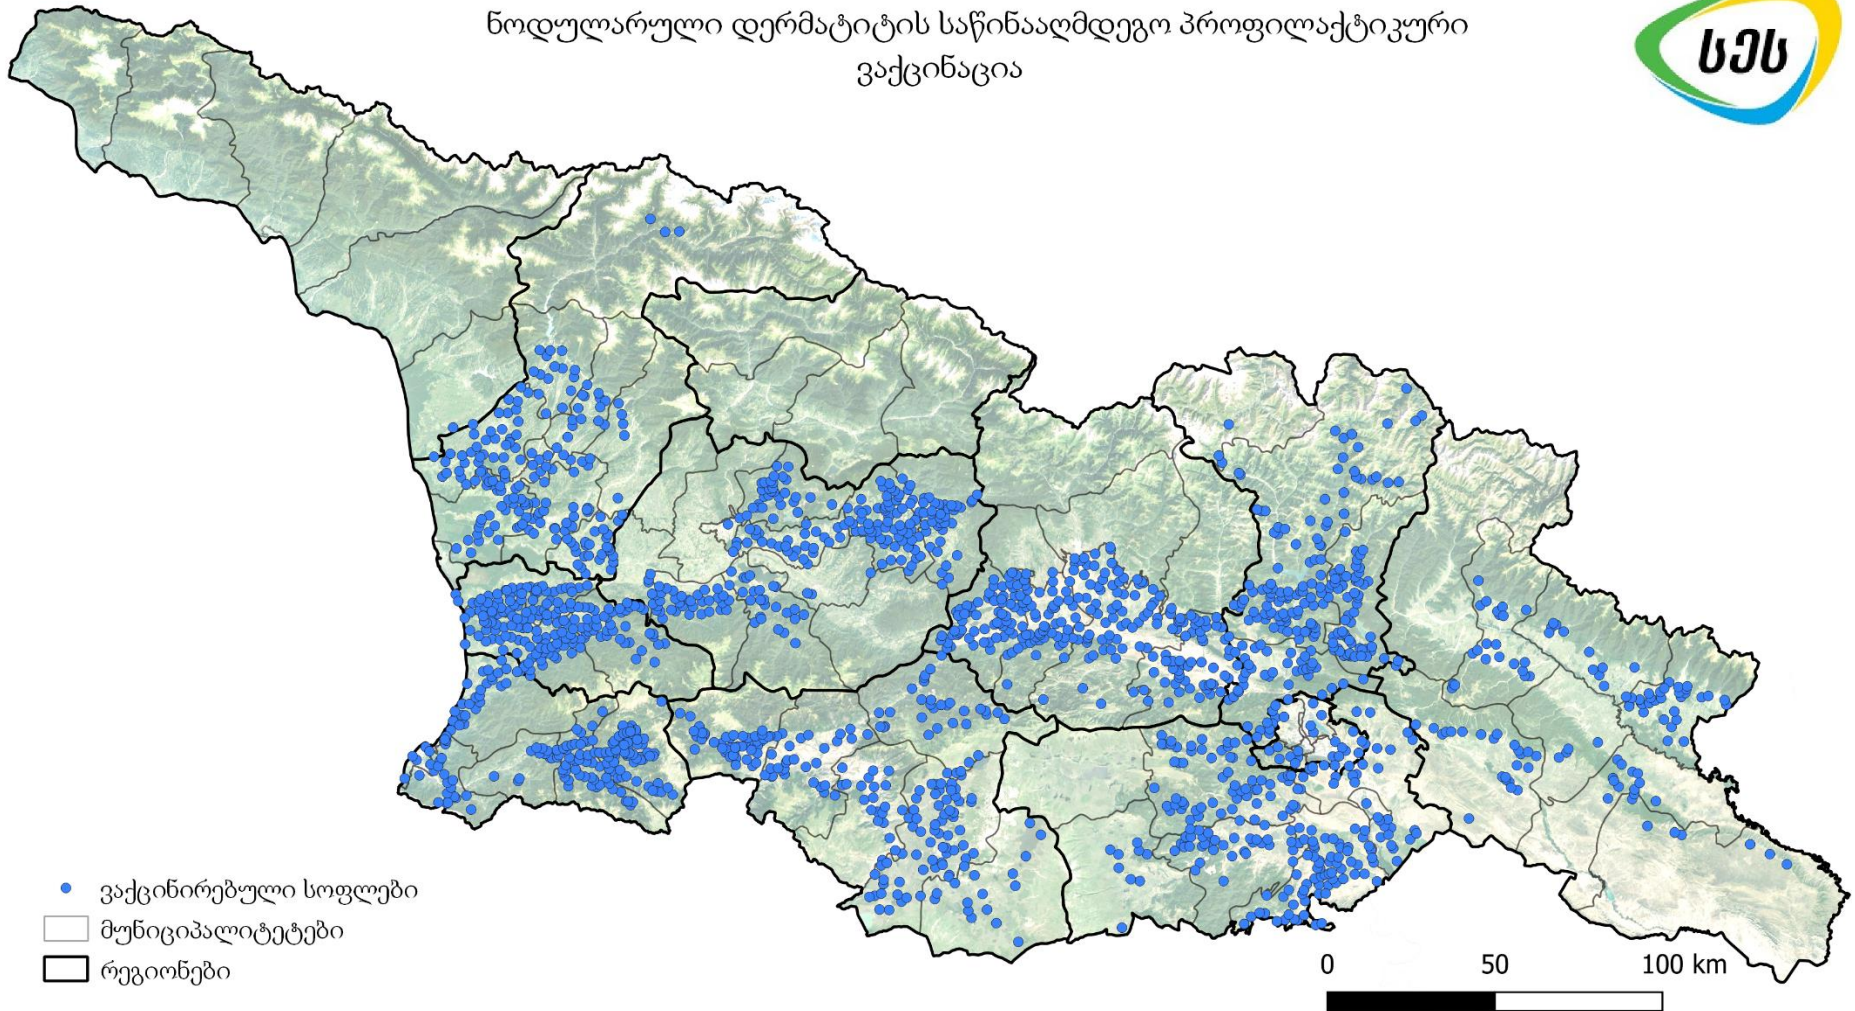 ნოდულარული დერმატიტის საწინააღმდეგო პროფილაქტიკური
ვაქცინაცია
სეს
ვაქცინირებული სოფლები
მუნიციპალიტეტები
რეგიონები
0 50 100 km